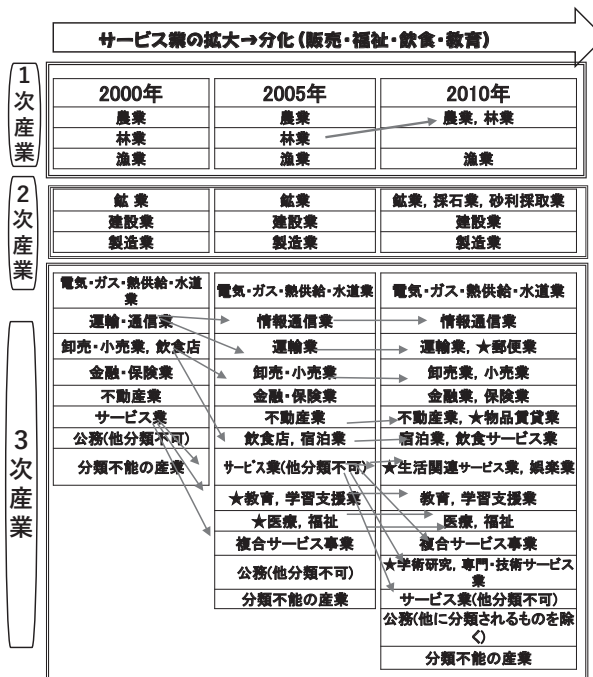 サービス業の拡大→分化(販売・福祉・飲食・教育)
1次産業
2000年 2005年 2010年
農業 農業 農業, 林業
林業 林業
漁業 漁業 漁業
2次産業
鉱 業 鉱業 鉱業, 採石業, 砂利採取業
建設業 建設業 建設業
製造業 製造業 製造業
3次産業
電気・ガス・熱供給・水道業 電気・ガス・熱供給・水道業 電気・ガス・熱供給・水道業
運輸・通信業 情報通信業 情報通信業
卸売・小売業, 飲食店 運輸業 運輸業, ★郵便業
金融・保険業 卸売・小売業 卸売業, 小売業
不動産業 金融・保険業 金融業, 保険業
サービス業 不動産業 不動産業, ★物品賃貸業
公務(他分類不可) 飲食店, 宿泊業 宿泊業, 飲食サービス業
分類不能の産業 サービス業(他分類不可) ★生活関連サービス業, 娯楽業
★教育, 学習支援業 教育, 学習支援業
★医療, 福祉 医療, 福祉
複合サービス事業 複合サービス事業
公務(他分類不可) ★学術研究, 専門・技術サービス業
分類不能の産業 サービス業(他分類不可)
公務(他に分類されるものを除く)
分類不能の産業